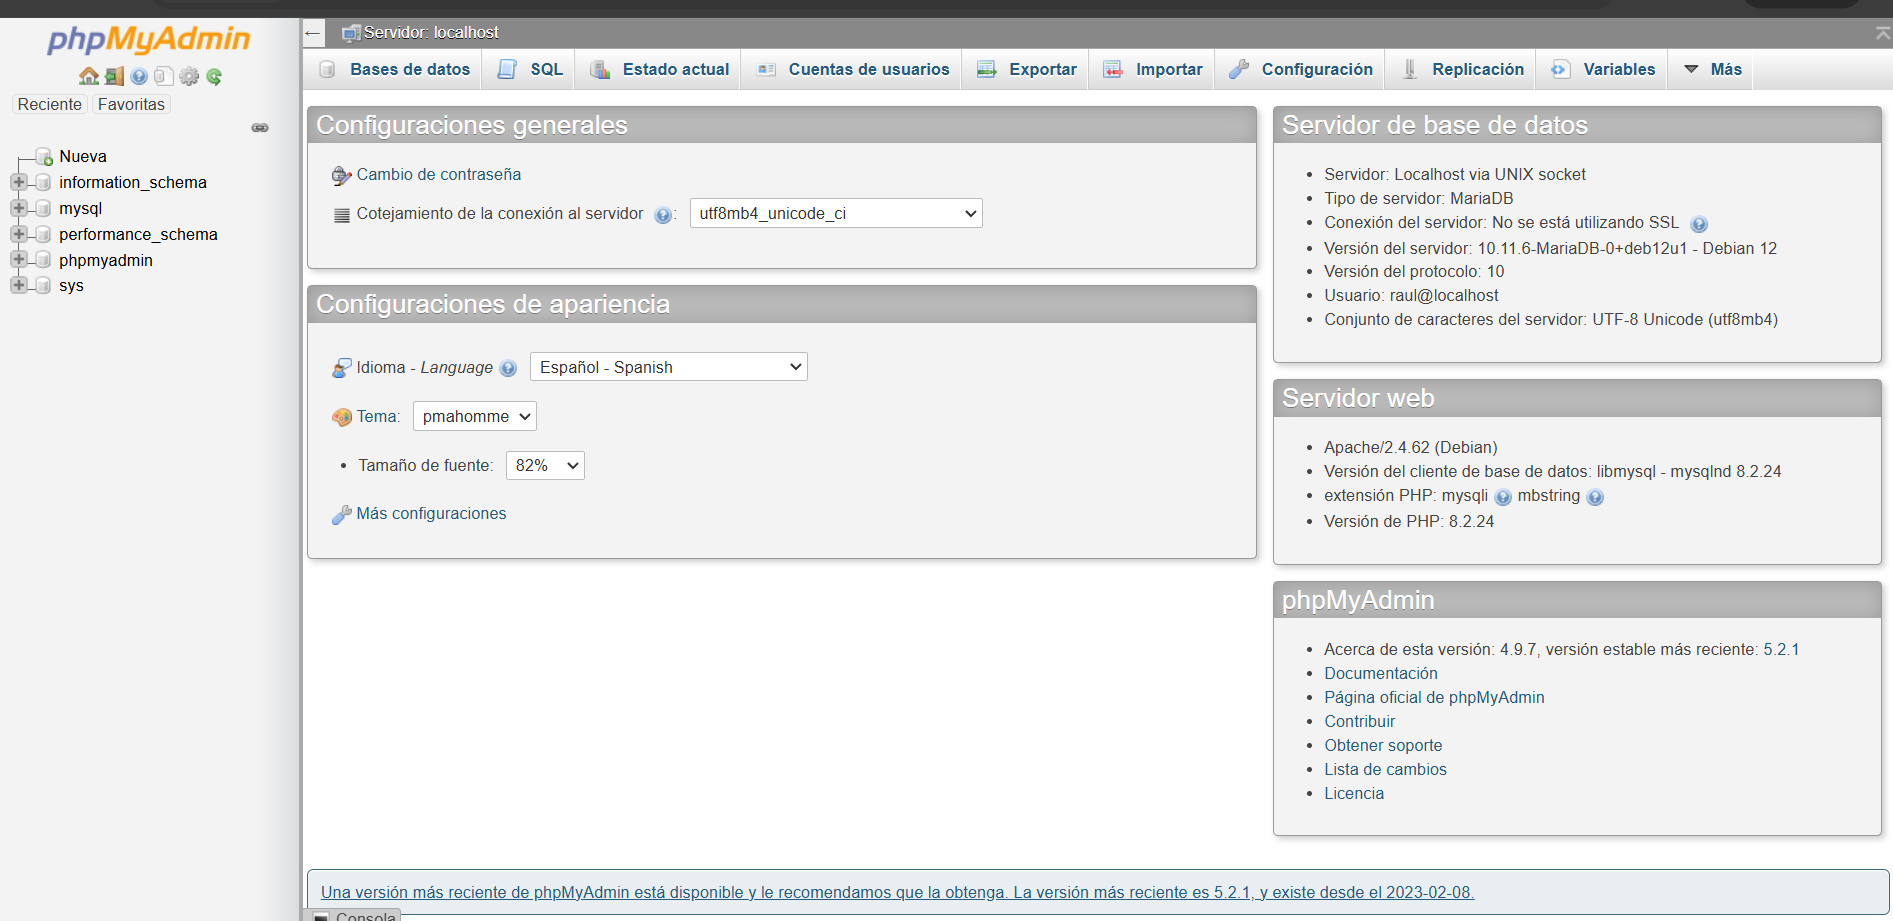 phpMyAdmin
Reciente Favoritas
Nueva
information_schema
mysql
performance_schema
phpmyadmin
sys
← Servidor: localhost
Bases de datos SQL Estado actual Cuentas de usuarios Exportar Importar Configuración Replicación Variables Más
Configuraciones generales
Cambio de contraseña
Cotejamiento de la conexión al servidor : utf8mb4_unicode_ci
Configuraciones de apariencia
Idioma - Language Español - Spanish
Tema: pmahomme
• Tamaño de fuente: 82%
Más configuraciones
Servidor de base de datos
• Servidor: Localhost via UNIX socket
• Tipo de servidor: MariaDB
• Conexión del servidor: No se está utilizando SSL
• Versión del servidor: 10.11.6-MariaDB-0+deb12u1 - Debian 12
• Versión del protocolo: 10
• Usuario: raul@localhost
• Conjunto de caracteres del servidor: UTF-8 Unicode (utf8mb4)
Servidor web
• Apache/2.4.62 (Debian)
• Versión del cliente de base de datos: libmysql - mysqlnd 8.2.24
• extensión PHP: mysqli mbstring
• Versión de PHP: 8.2.24
phpMyAdmin
• Acerca de esta versión: 4.9.7, versión estable más reciente: 5.2.1
• Documentación
• Página oficial de phpMyAdmin
• Contribuir
• Obtener soporte
• Lista de cambios
• Licencia
Una versión más reciente de phpMyAdmin está disponible y le recomendamos que la obtenga. La versión más reciente es 5.2.1, y existe desde el 2023-02-08.
Consola